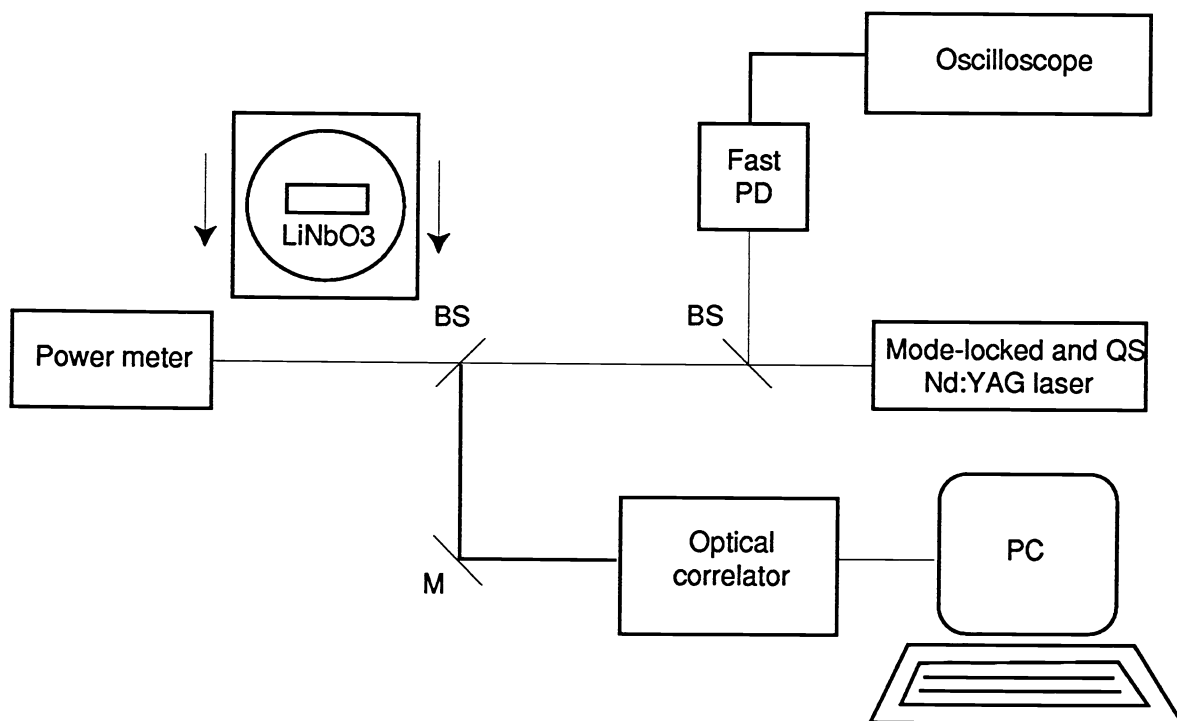 Oscilloscope
Fast
PD
LiNbO3
BS
BS
Power meter
Mode-locked and QS
Nd:YAG laser
Optical
correlator
PC
M